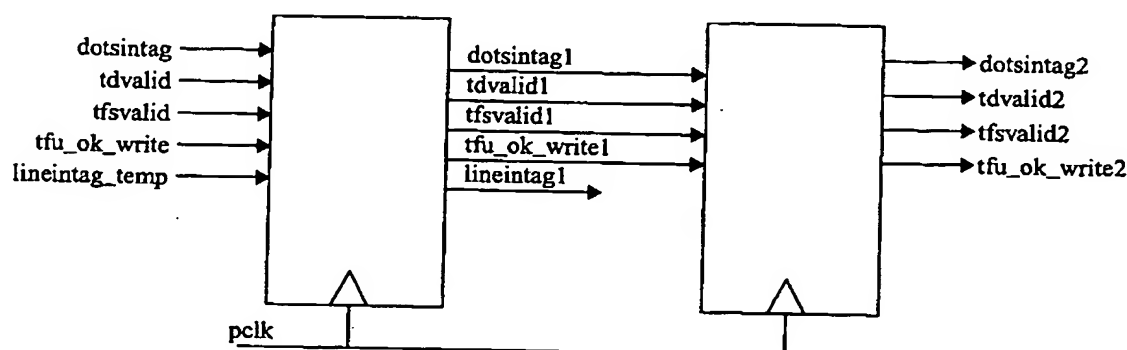 dotsintag
tdvalid
tfsvalid
tfu_ok_write
lineintag_temp
dotsintag1
tdvalid1
tfsvalid1
tfu_ok_write1
lineintag1
dotsintag2
tdvalid2
tfsvalid2
tfu_ok_write2
pclk